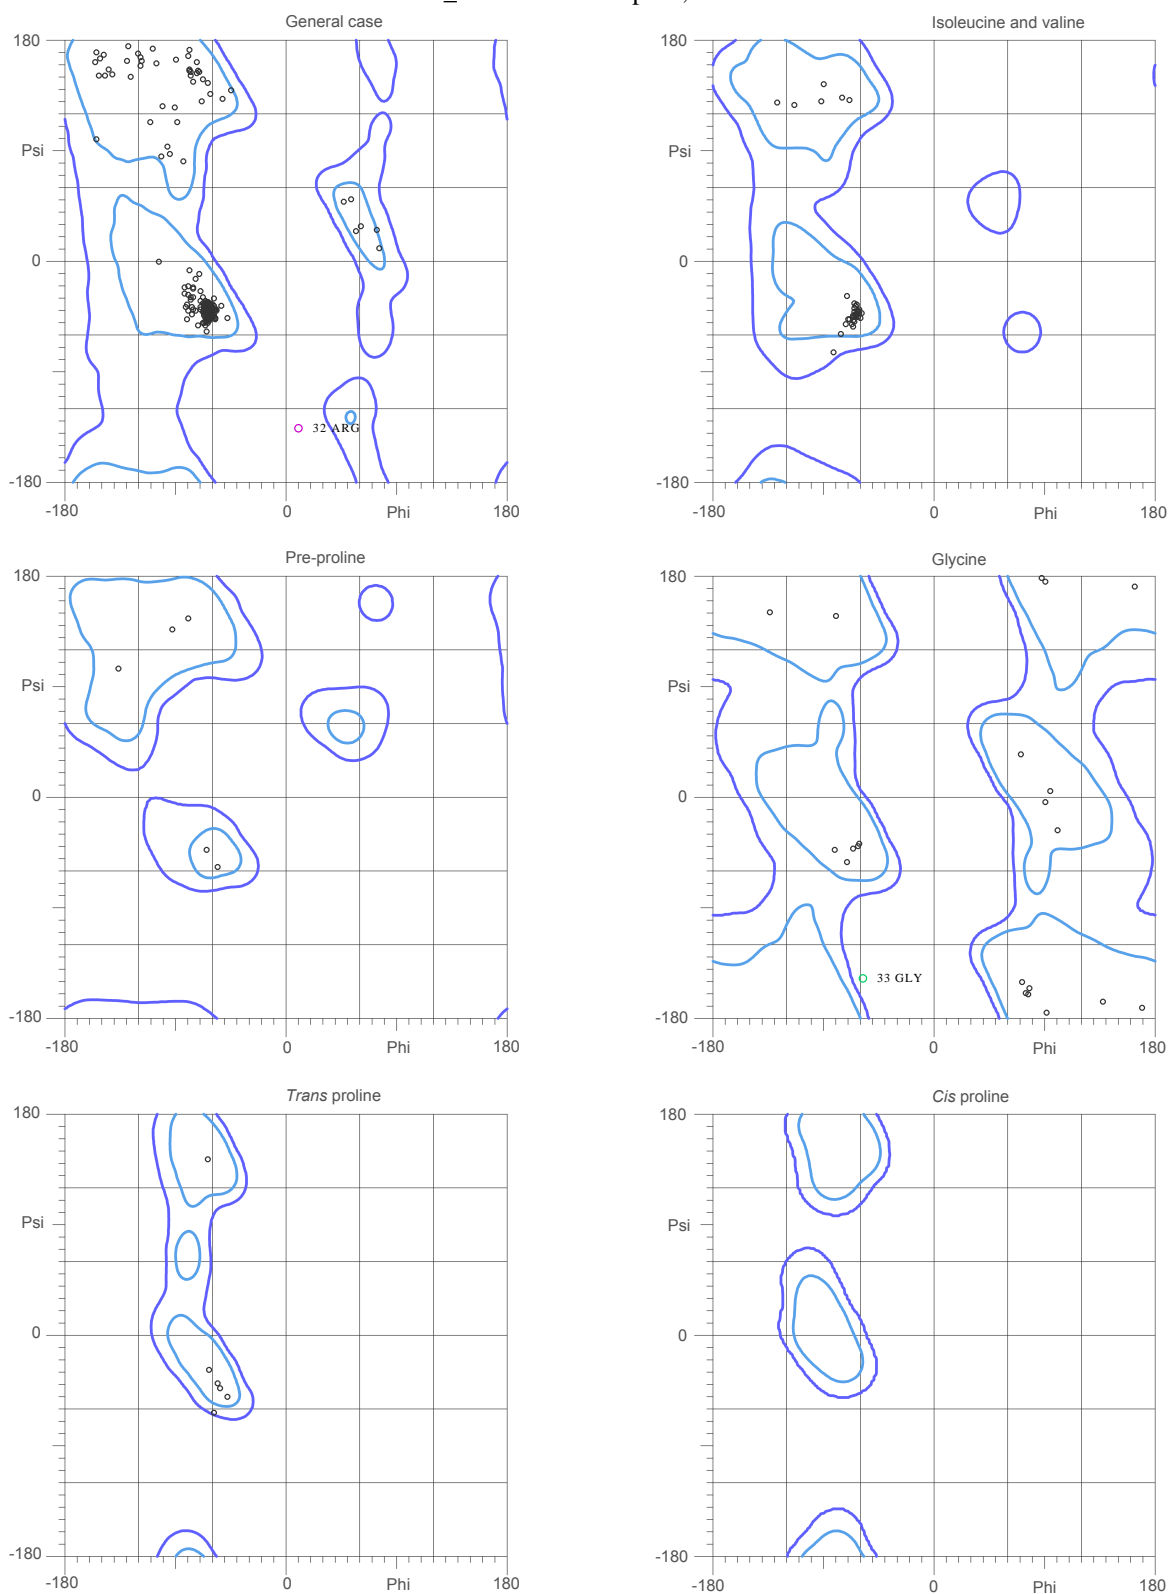 General case
Isoleucine and valine
180
180
Psi
Psi
0
0
32 ARG
-180
-180
-180
0
Phi
180
-180
0
Phi
180
Pre-proline
Glycine
180
180
Psi
Psi
0
0
33 GLY
-180
-180
-180
0
Phi
180
-180
0
Phi
180
Trans proline
Cis proline
180
180
Psi
Psi
0
0
-180
-180
-180
0
Phi
180
-180
0
Phi
180